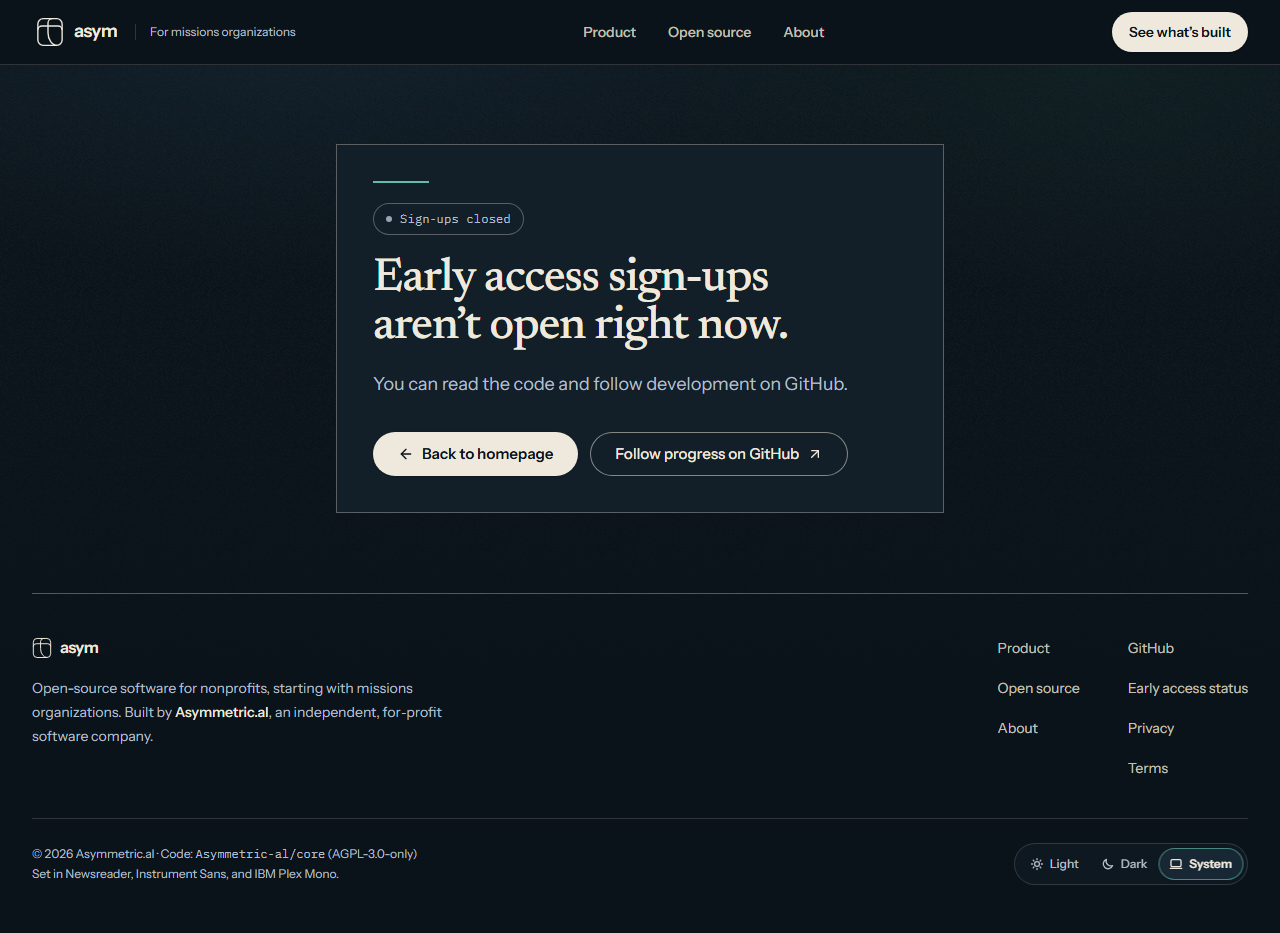 asym
For missions organizations
Product
Open source
About
See what’s built
Sign-ups closed
Early access sign-ups
aren’t open right now.
You can read the code and follow development on GitHub.
Back to homepage
Follow progress on GitHub
asym
Open-source software for nonprofits, starting with missions
organizations. Built by Asymmetric.al, an independent, for-profit
software company.
Product
Open source
About
GitHub
Early access status
Privacy
Terms
© 2026 Asymmetric.al · Code: Asymmetric-al/core (AGPL-3.0-only)
Set in Newsreader, Instrument Sans, and IBM Plex Mono.
Light
Dark
System